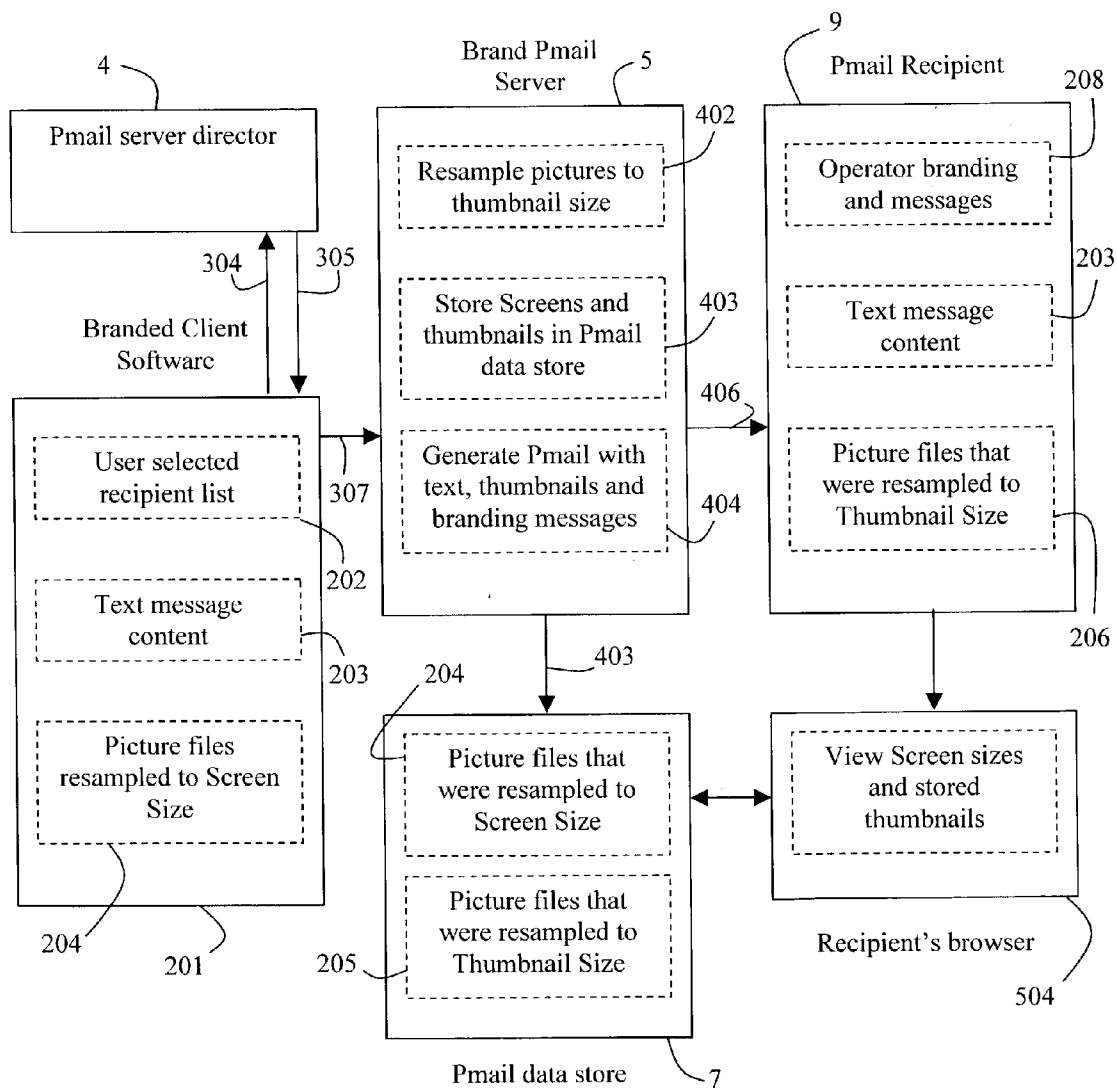 4
Pmail server director
304
305
Branded Client
Software
User selected
recipient list
202
Text message
content
203
Picture files
resampled to Screen
Size
204
201
307
Brand Pmail
Server
5
402
Resample pictures to
thumbnail size
Store Screens and
thumbnails in Pmail
data store
403
Generate Pmail with
text, thumbnails and
branding messages
404
406
403
9
Pmail Recipient
208
Operator branding
and messages
203
Text message
content
Picture files that
were resampled to
Thumbnail Size
206
204
Picture files that
were resampled to
Screen Size
Picture files that
were resampled to
Thumbnail Size
205
Pmail data store
7
View Screen sizes
and stored
thumbnails
Recipient's browser
504